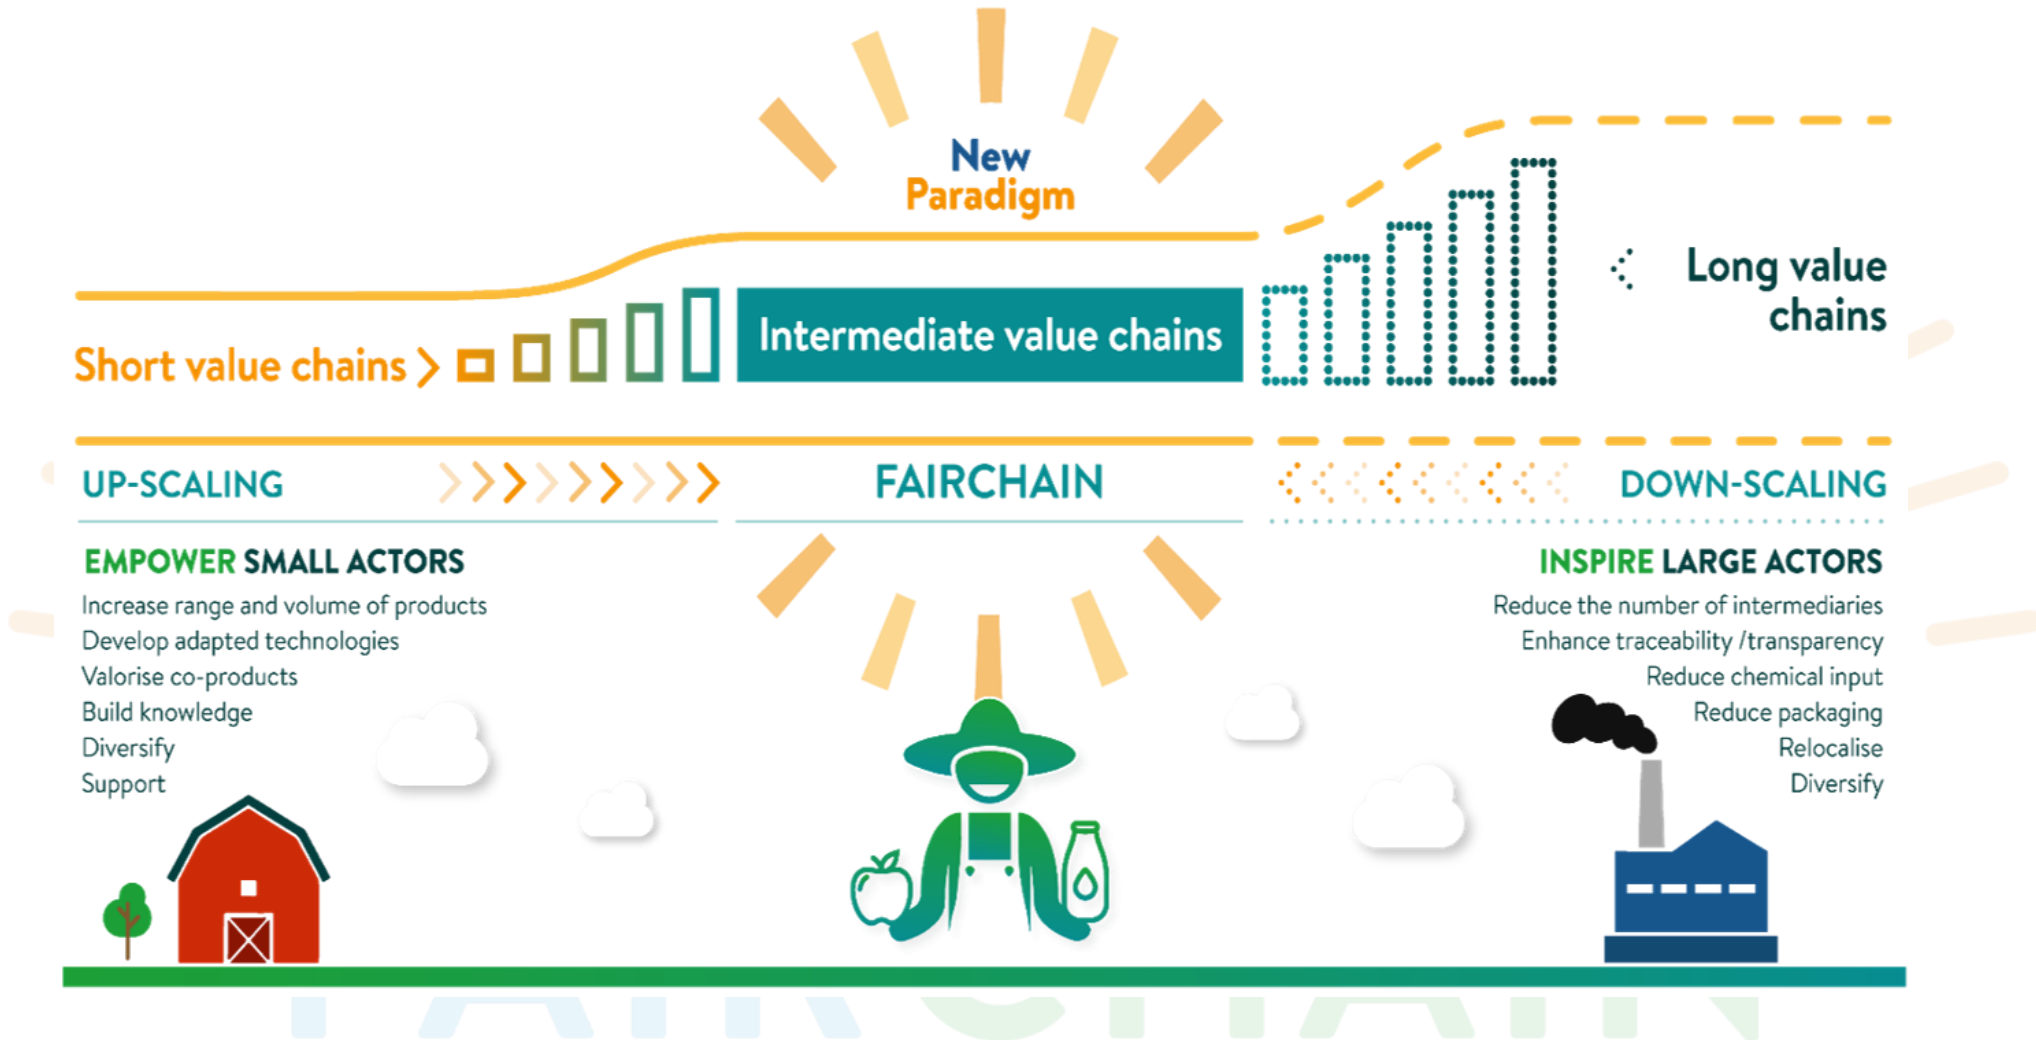 New
Paradigm
Short value chains
Intermediate value chains
Long value
chains
UP-SCALING
FAIRCHAIN
DOWN-SCALING
EMPOWER SMALL ACTORS
Increase range and volume of products
Develop adapted technologies
Valorise co-products
Build knowledge
Diversify
Support
INSPIRE LARGE ACTORS
Reduce the number of intermediaries
Enhance traceability /transparency
Reduce chemical input
Reduce packaging
Relocalise
Diversify
FAIRCHAIN